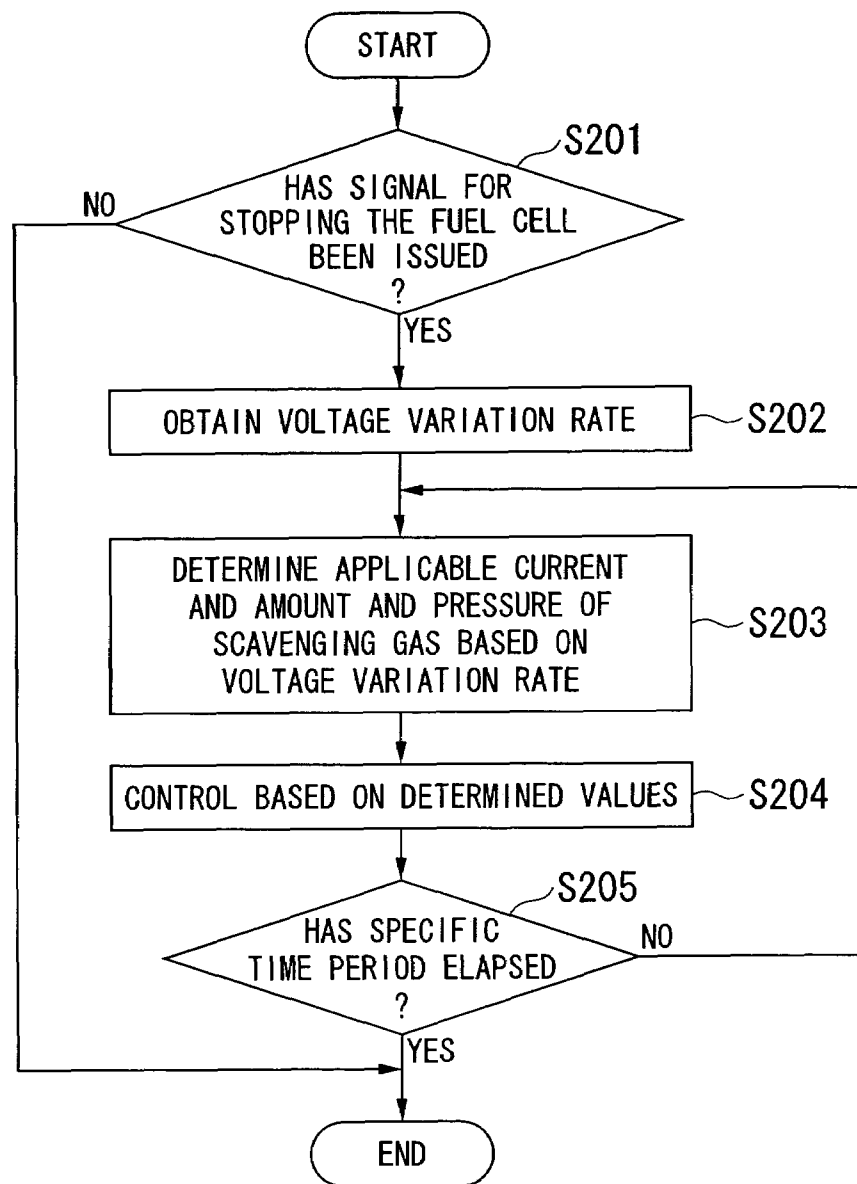 START
S201
HAS SIGNAL FOR
STOPPING THE FUEL CELL
BEEN ISSUED
?
NO
YES
OBTAIN VOLTAGE VARIATION RATE
S202
DETERMINE APPLICABLE CURRENT
AND AMOUNT AND PRESSURE OF
SCAVENGING GAS BASED ON
VOLTAGE VARIATION RATE
S203
CONTROL BASED ON DETERMINED VALUES
S204
S205
HAS SPECIFIC
TIME PERIOD ELAPSED
?
NO
YES
END